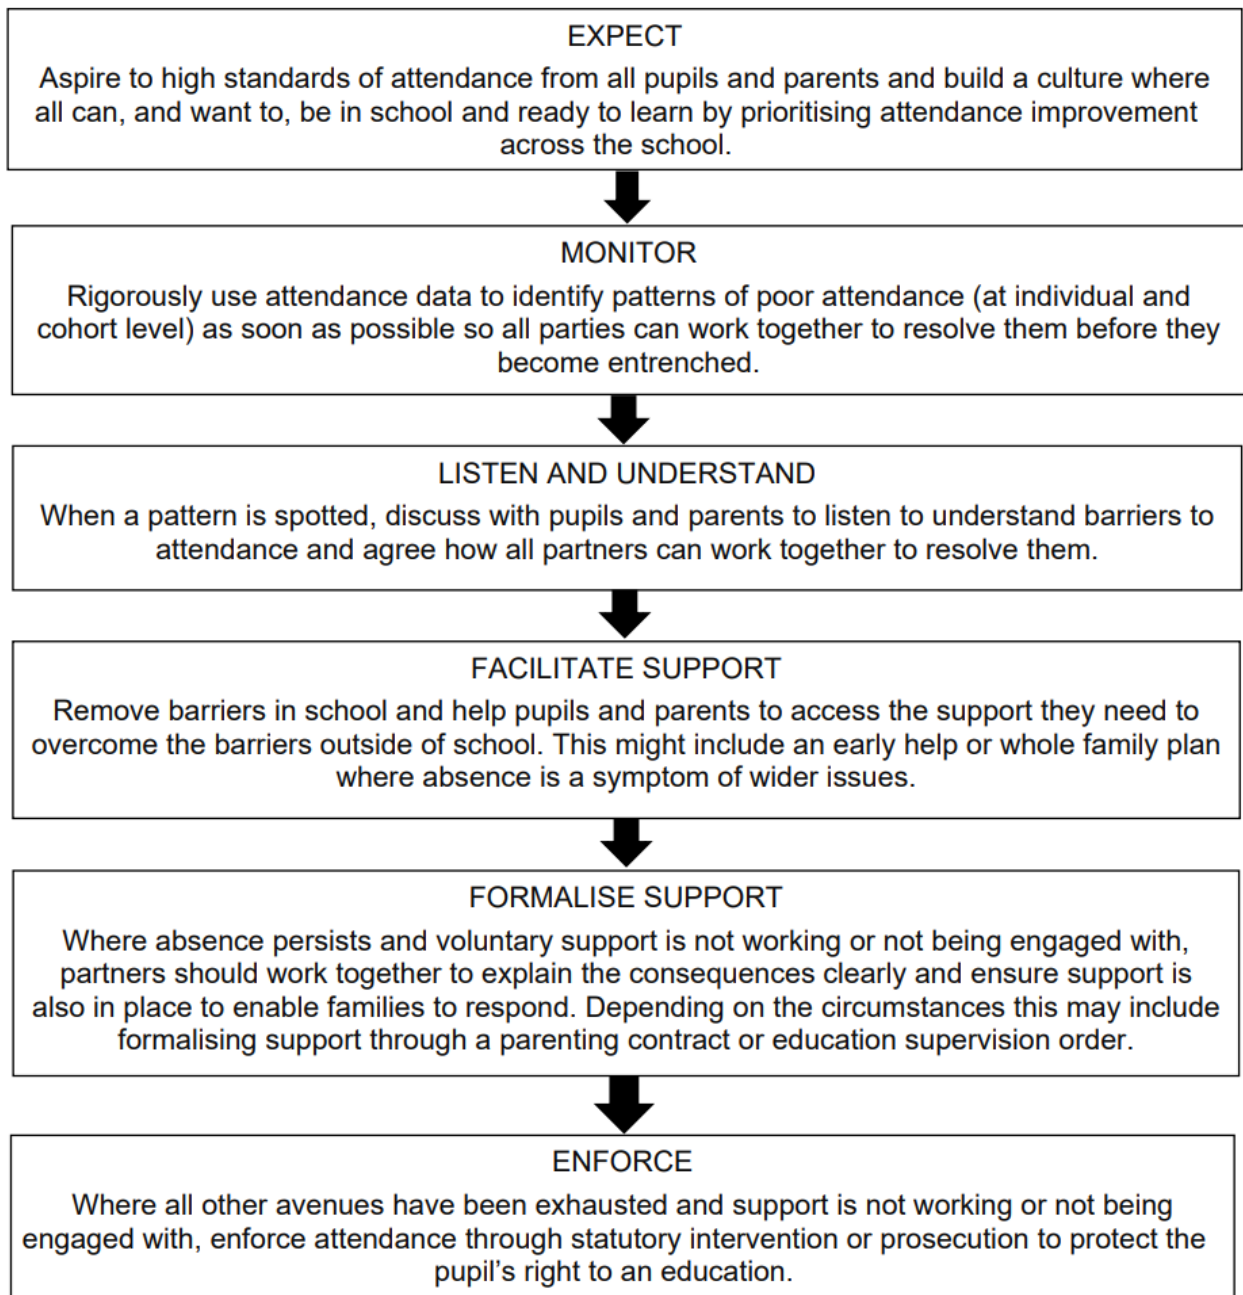 EXPECT
Aspire to high standards of attendance from all pupils and parents and build a culture where
all can, and want to, be in school and ready to learn by prioritising attendance improvement
across the school.
MONITOR
Rigorously use attendance data to identify patterns of poor attendance (at individual and
cohort level) as soon as possible so all parties can work together to resolve them before they
become entrenched.
LISTEN AND UNDERSTAND
When a pattern is spotted, discuss with pupils and parents to listen to understand barriers to
attendance and agree how all partners can work together to resolve them.
FACILITATE SUPPORT
Remove barriers in school and help pupils and parents to access the support they need to
overcome the barriers outside of school. This might include an early help or whole family plan
where absence is a symptom of wider issues.
FORMALISE SUPPORT
Where absence persists and voluntary support is not working or not being engaged with,
partners should work together to explain the consequences clearly and ensure support is
also in place to enable families to respond. Depending on the circumstances this may include
formalising support through a parenting contract or education supervision order.
ENFORCE
Where all other avenues have been exhausted and support is not working or not being
engaged with, enforce attendance through statutory intervention or prosecution to protect the
pupil’s right to an education.